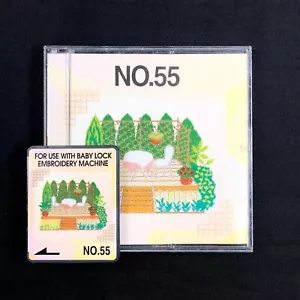 NO.55
FOR USE WITH BABY LOCK
EMBROIDERY MACHINE
NO.55